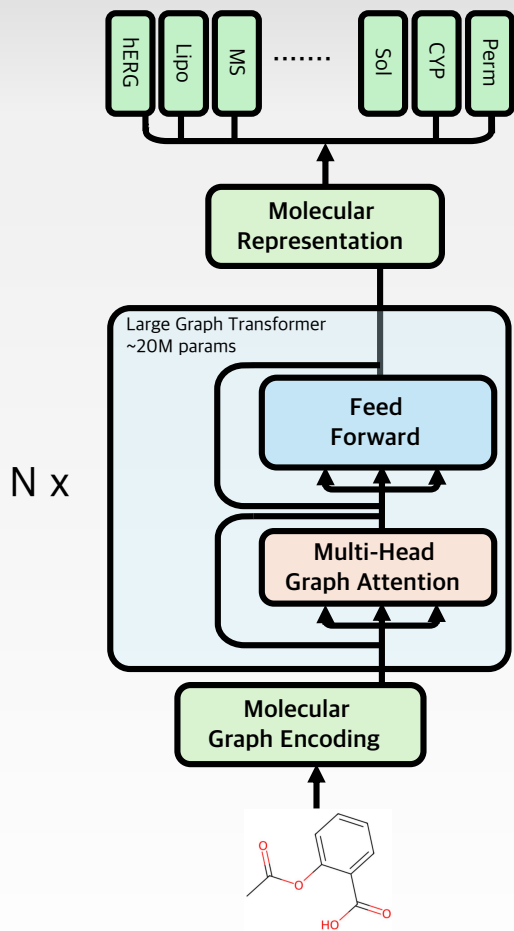 hERG
Lipo
MS
.......
Sol
CYP
Perm
Molecular
Representation
Large Graph Transformer
~20M params
Feed
Forward
N x
Multi-Head
Graph Attention
Molecular
Graph Encoding
O
O
O
HO